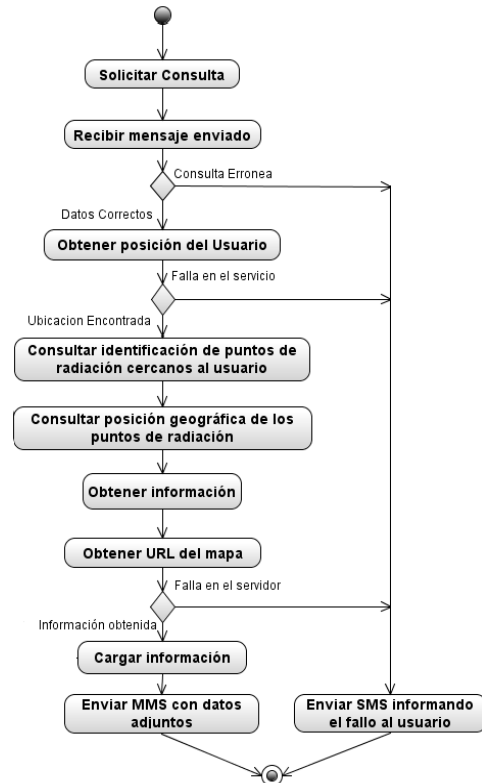 Solicitar Consulta
Recibir mensaje enviado
Consulta Erronea
Datos Correctos
Obtener posición del Usuario
Falla en el servicio
Ubicacion Encontrada
Consultar identificación de puntos de
radiación cercanos al usuario
Consultar posición geográfica de los
puntos de radiación
Obtener información
Obtener URL del mapa
Falla en el servidor
Información obtenida
Cargar información
Enviar MMS con datos
adjuntos
Enviar SMS informando
el fallo al usuario